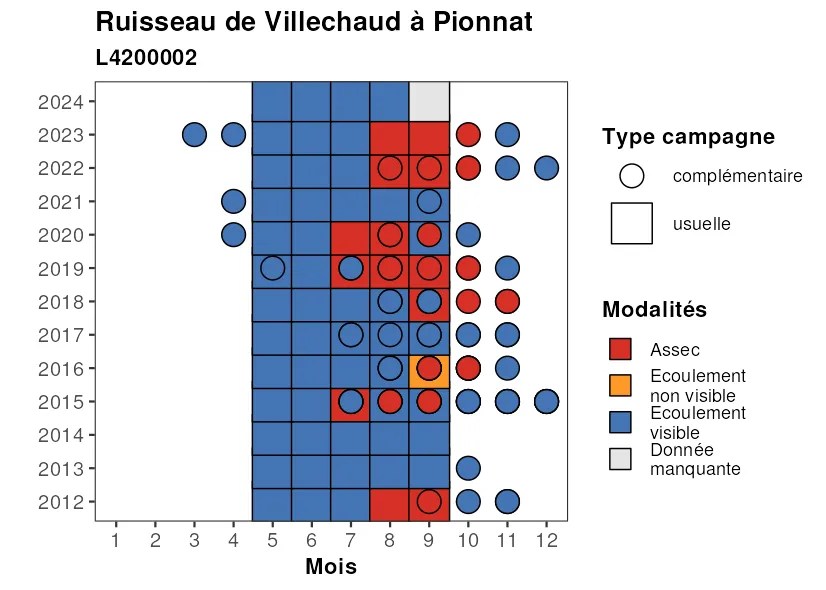 Ruisseau de Villechaud à Pionnat
L4200002
2024
2023
2022
2021
2020
2019
2018
2017
2016
2015
2014
2013
2012
1 2 3 4 5 6 7 8 9 10 11 12
Mois
Type campagne
complémentaire
usuelle
Modalités
Assec
Ecoulement
non visible
Ecoulement
visible
Donnée
manquante